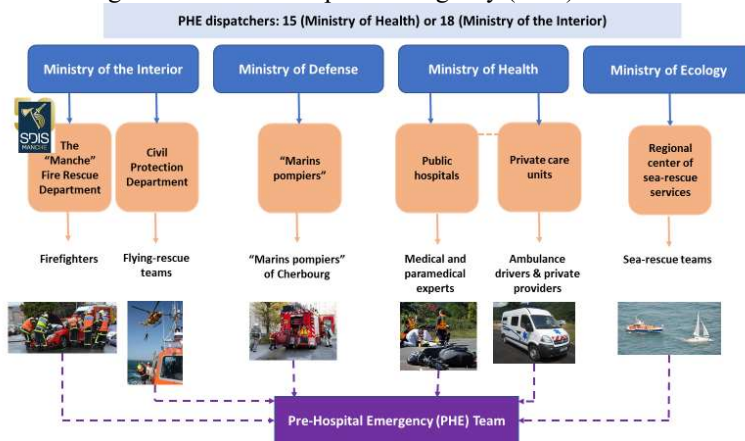 PHE dispatchers: 15 (Ministry of Health) or 18 (Ministry of the Interior)
Ministry of the Interior
Ministry of Defense
Ministry of Health
Ministry of Ecology
SDIS
MANCHE
The
"Manche"
Fire Rescue
Department
Civil
Protection
Department
"Marins
pompiers"
Public
hospitals
Private care
units
Regional
center of
sea-rescue
services
Firefighters
Flying-rescue
teams
"Marins pompiers"
of Cherbourg
Medical and
paramedical
experts
Ambulance
drivers & private
providers
Sea-rescue teams
Pre-Hospital Emergency (PHE) Team